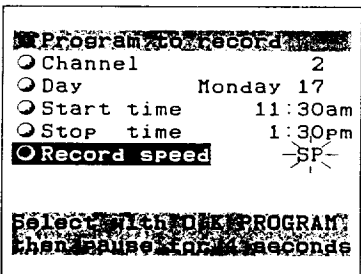 Program to record
Channel 2
Day Monday 17
Start time 11:30am
Stop time 1:30pm
Record speed SP
Select with OK PROGRAM
then pause for 4 seconds